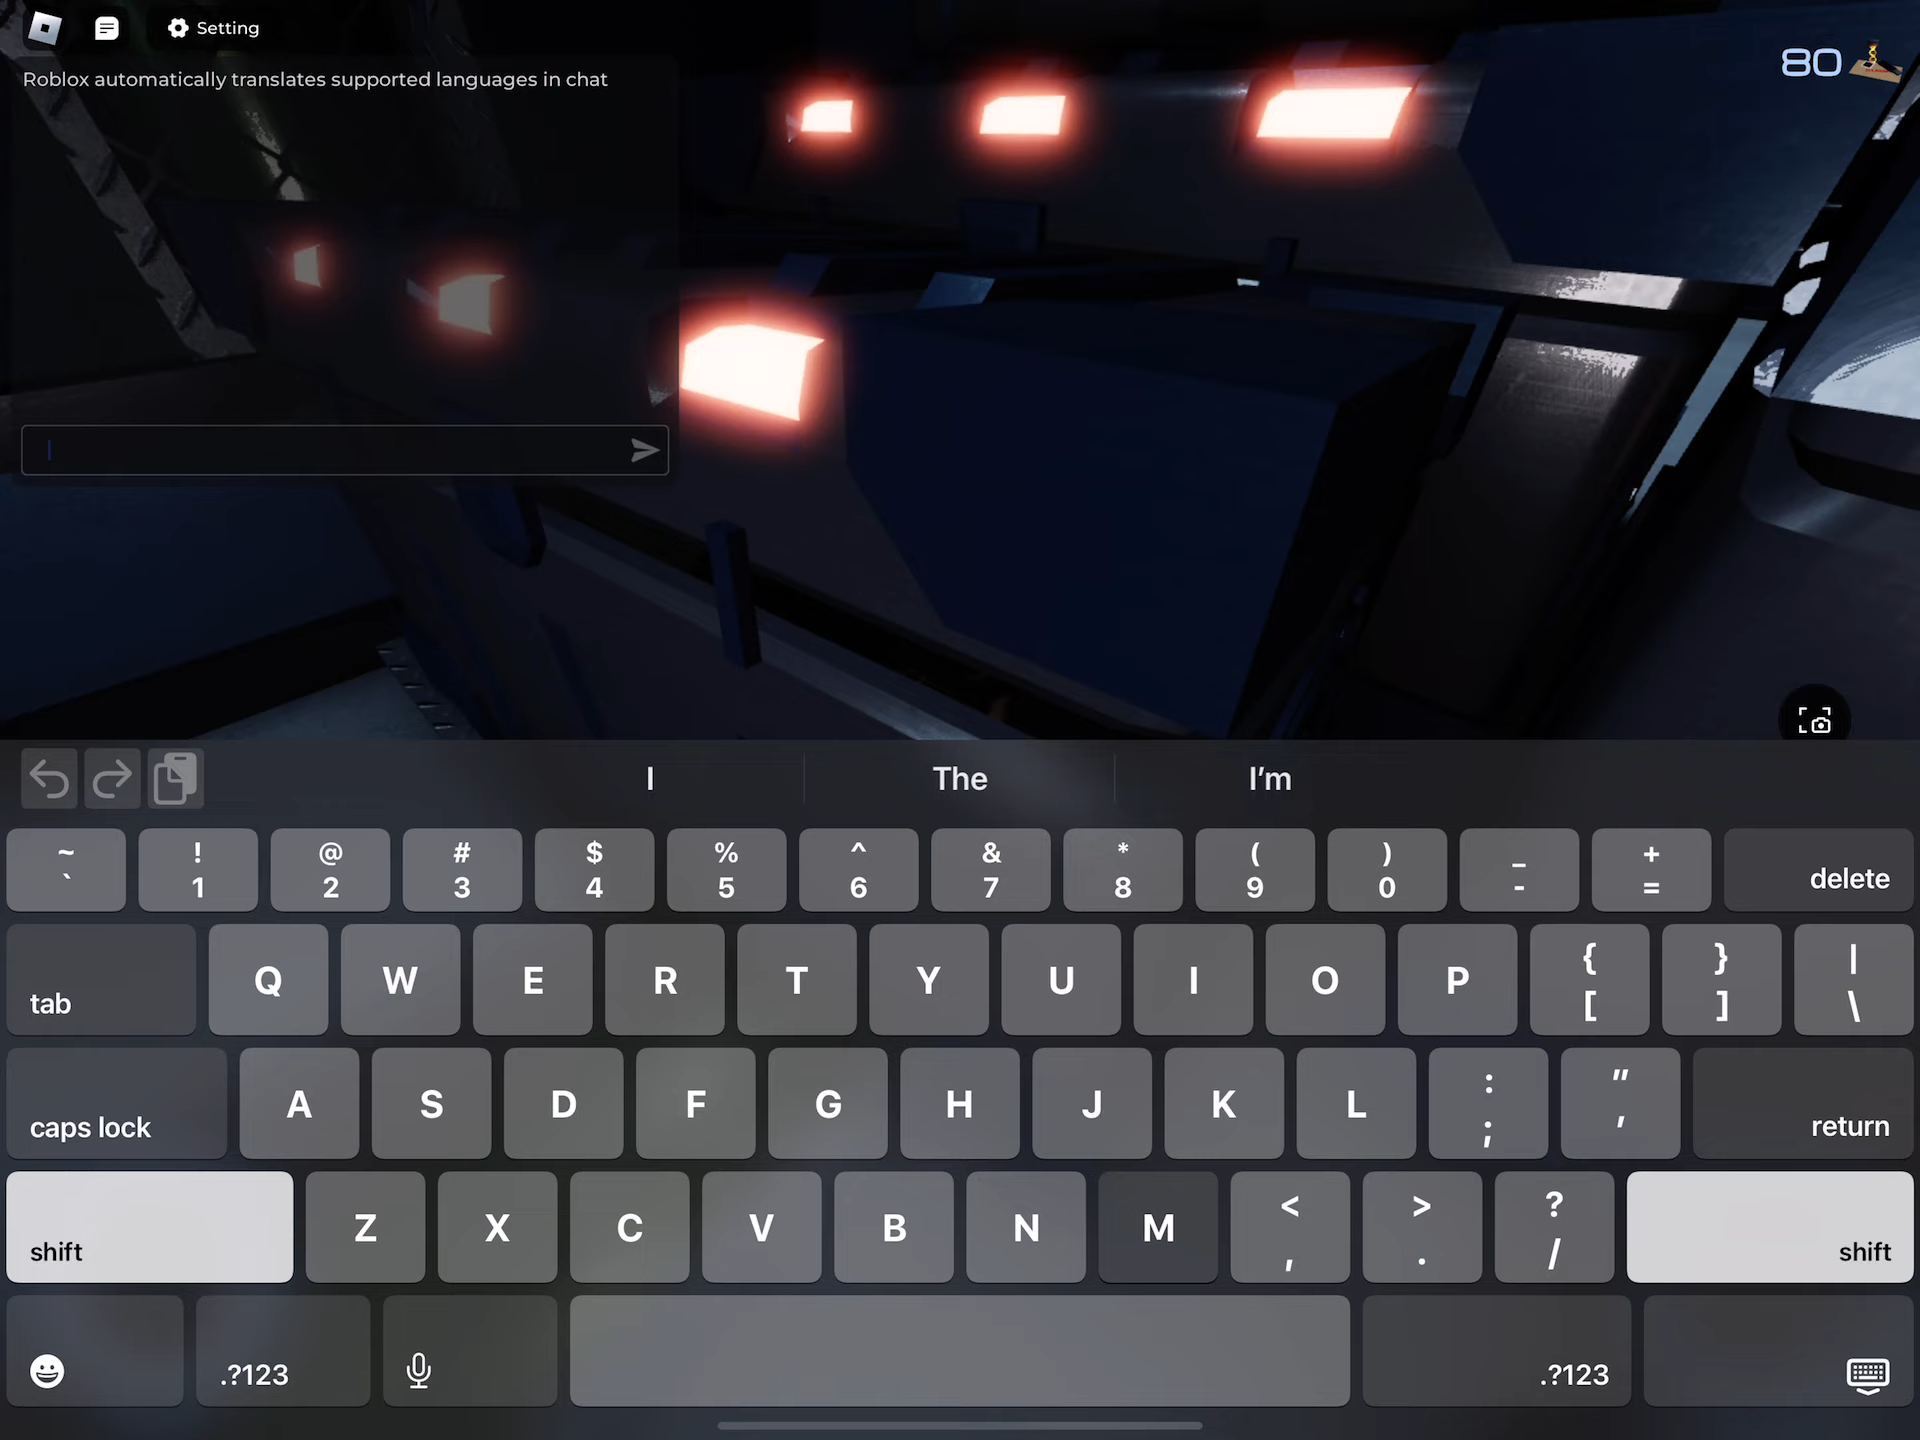 Setting
80
Roblox automatically translates supported languages in chat
I The I’m
~ ! @ # $ % ^ & * ( ) _ +
` 1 2 3 4 5 6 7 8 9 0 - = delete
tab Q W E R T Y U I O P { [ } ] | \
caps lock A S D F G H J K L : ; " ' return
shift Z X C V B N M < , > . ? / shift
.?123 .?123